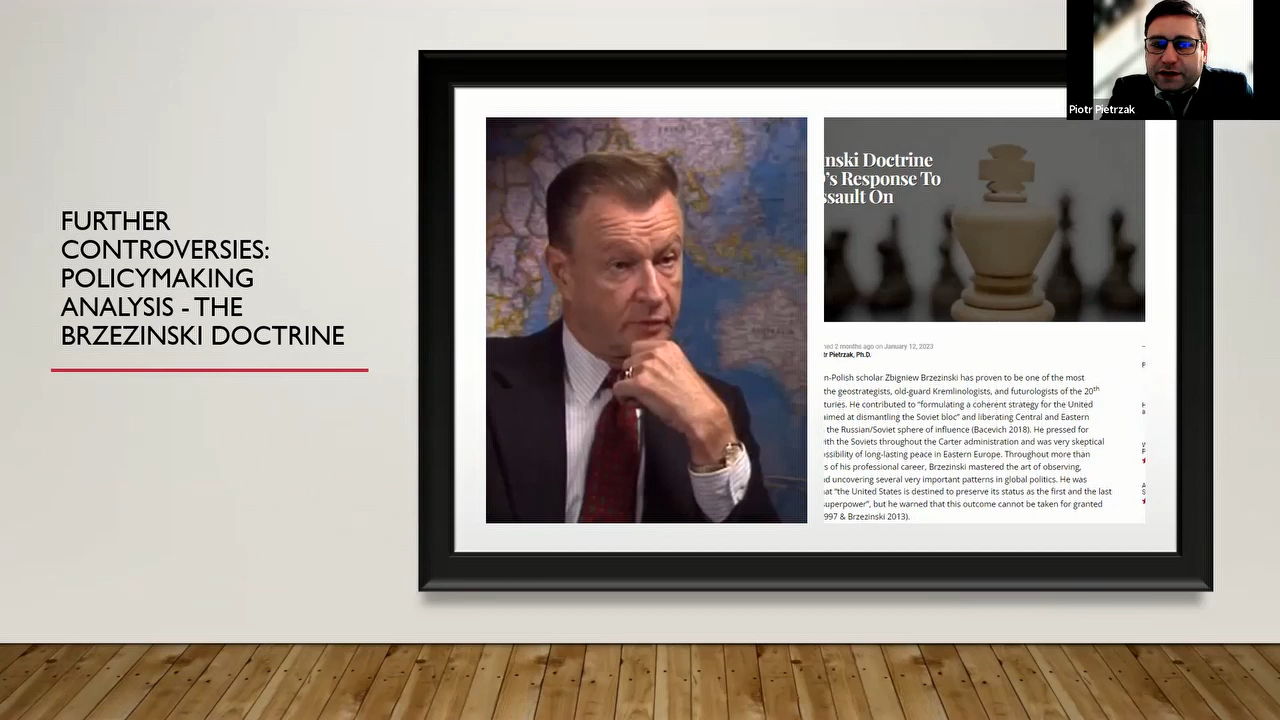 FURTHER
CONTROVERSIES:
POLICYMAKING
ANALYSIS - THE
BRZEZINSKI DOCTRINE
Piotr Pietrzak
inski Doctrine
's Response To
ssault On
2 months ago on January 12, 2023
r Pietrzak, Ph.D.
n-Polish scholar Zbigniew Brzezinski has proven to be one of the most
the geostrategists, old-guard Kremlinologists, and futurologists of the 20th
turies. He contributed to “formulating a coherent strategy for the United
aimed at dismantling the Soviet bloc” and liberating Central and Eastern
the Russian/Soviet sphere of influence (Bacevich 2018). He pressed for
ith the Soviets throughout the Carter administration and was very skeptical
ossibility of long-lasting peace in Eastern Europe. Throughout more than
s of his professional career, Brzezinski mastered the art of observing,
nd uncovering several very important patterns in global politics. He was
hat “the United States is destined to preserve its status as the first and the last
superpower”, but he warned that this outcome cannot be taken for granted
997 & Brzezinski 2013).
AUSTRALIA